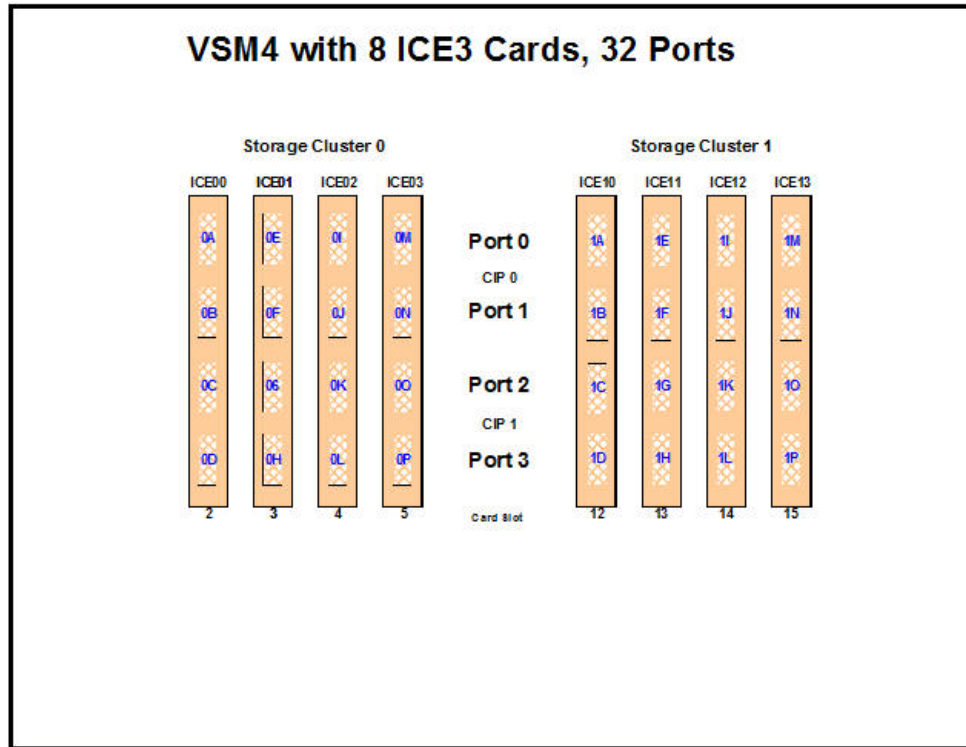 VSM4 with 8 ICE3 Cards, 32 Ports
Storage Cluster 0 Storage Cluster 1
ICE00 ICE01 ICE02 ICE03 ICE10 ICE11 ICE12 ICE13
0A 0E 0I 0M Port 0 1A 1E 1I 1M
CIP 0
0B 0F 0J 0N Port 1 1B 1F 1J 1N
0C 06 0K 0O Port 2 1C 1G 1K 1O
CIP 1
0D 0H 0L 0P Port 3 1D 1H 1L 1P
2 3 4 5 Card Slot 12 13 14 15